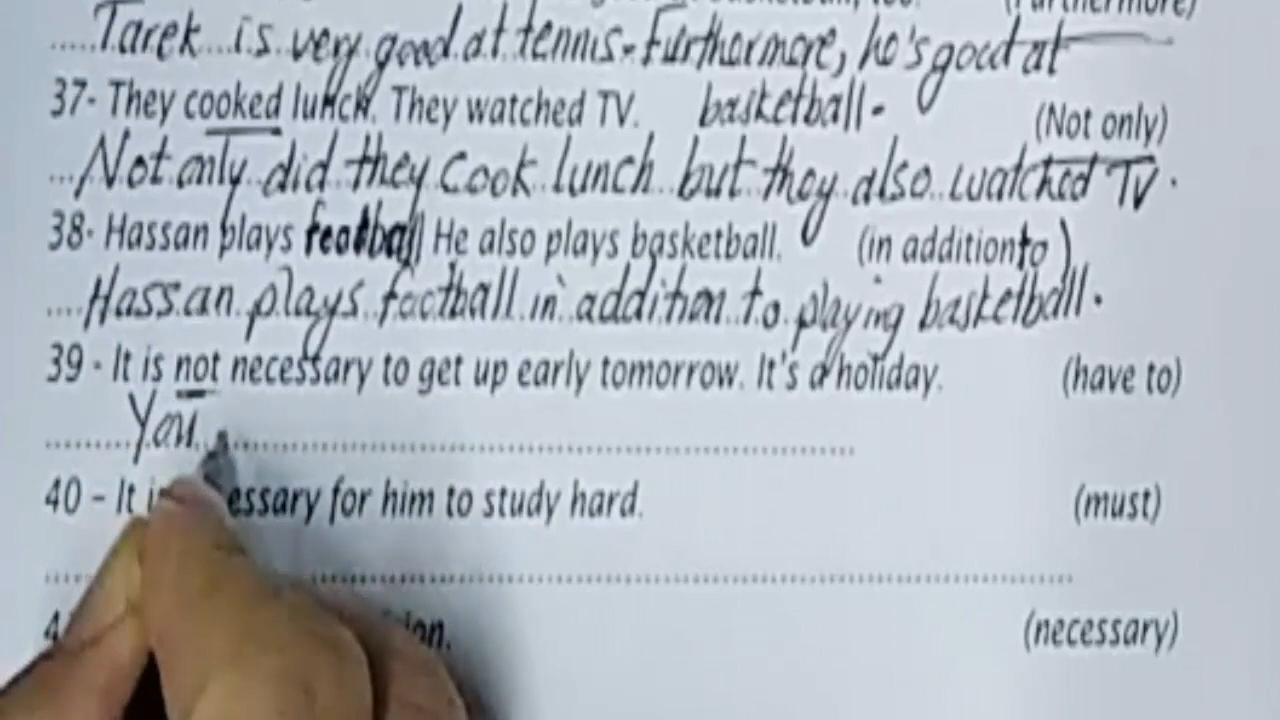 (Furthermore)
Tarek is very good at tennis. Furthermore, he's good at
37- They cooked lunch. They watched TV. basketball. (Not only)
Not only did they cook lunch but they also watched TV.
38- Hassan plays football He also plays basketball. (in addition to)
Hassan plays football in addition to playing basketball.
39 - It is not necessary to get up early tomorrow. It's a holiday. (have to)
You
40 - It is necessary for him to study hard. (must)
(necessary)